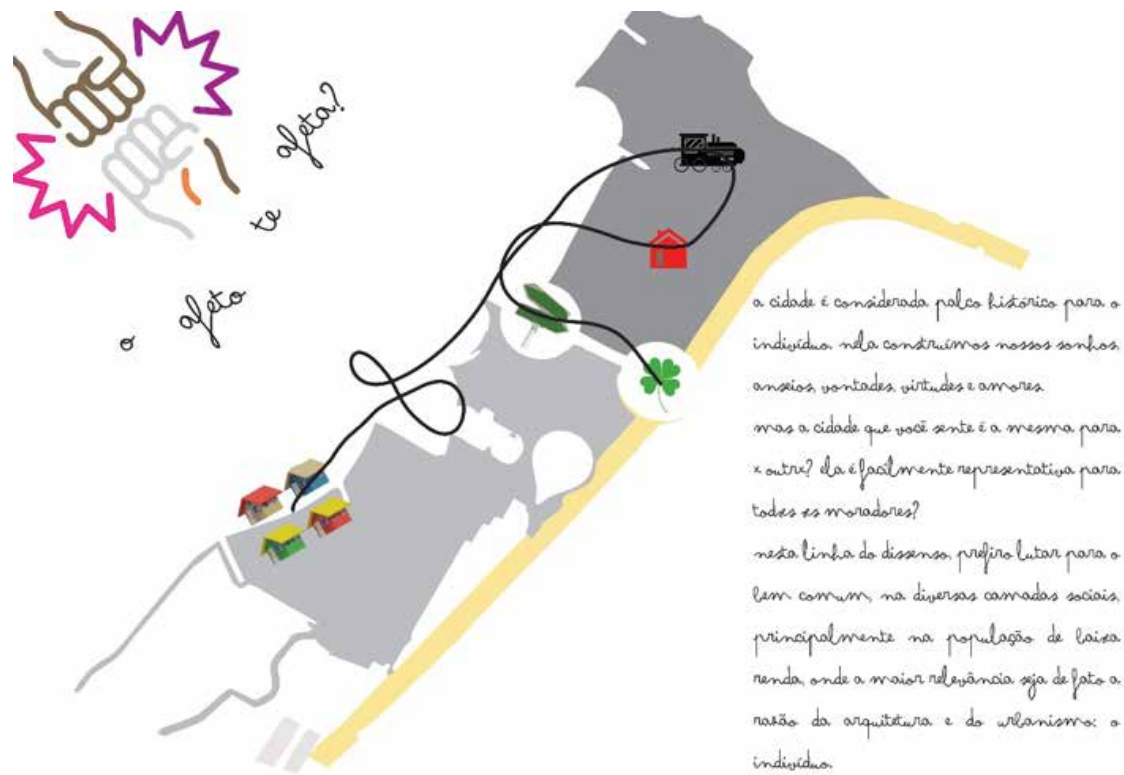 o afeto te afeta?
a cidade é considerada palco histórico para o
indivíduo. nela construímos nossos sonhos,
anseios, vontades, virtudes e amores.
mas a cidade que você sente é a mesma para
x outrx? ela é facilmente representativa para
todxs xs moradores?
nesta linha do dissenso, prefiro lutar para o
bem comum, na diversas camadas sociais,
principalmente na população de baixa
renda, onde a maior relevância seja de fato a
razão da arquitetura e do urbanismo: o
indivíduo.